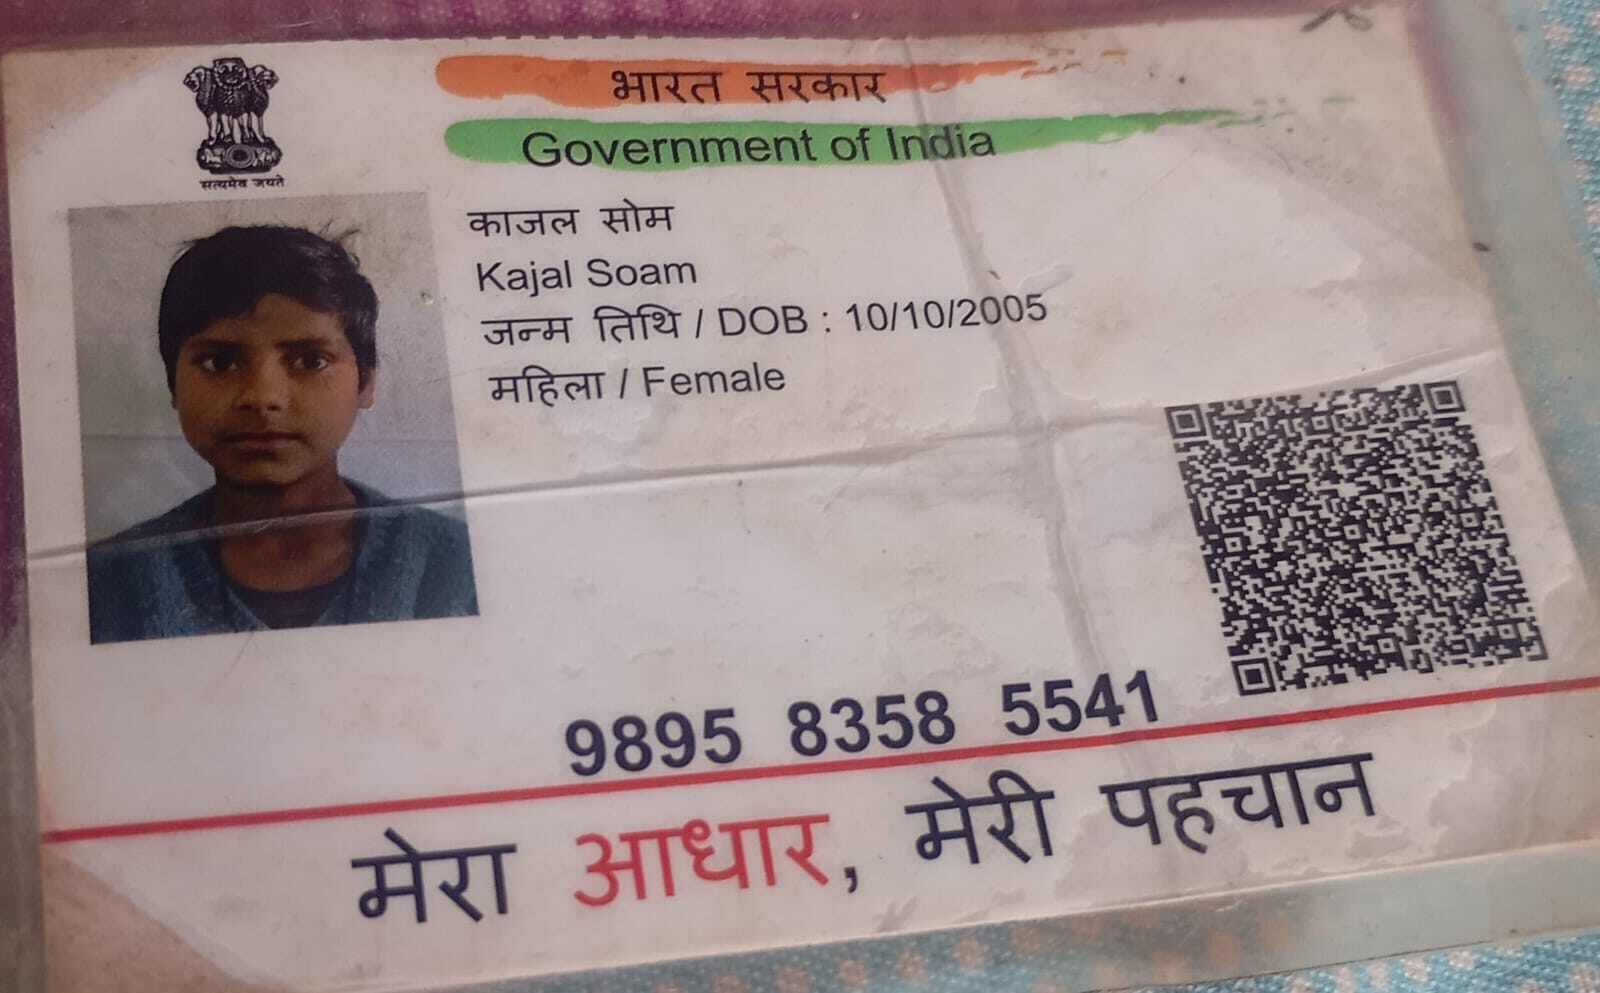 सत्यमेव जयते
भारत सरकार
Government of India
काजल सोम
Kajal Soam
जन्म तिथि / DOB : 10/10/2005
महिला / Female
9895 8358 5541
मेरा आधार, मेरी पहचान